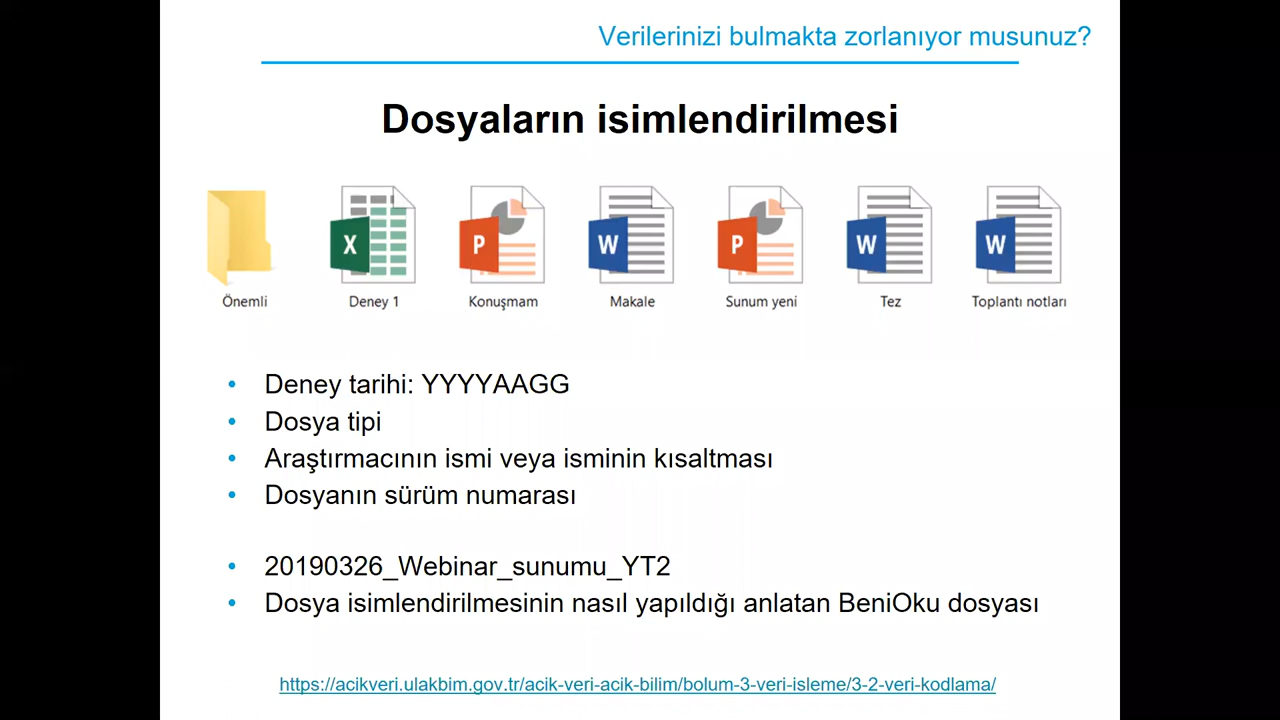 Verilerinizi bulmakta zorlanıyor musunuz?
Dosyaların isimlendirilmesi
X P W P W W
Önemli Deney 1 Konuşmam Makale Sunum yeni Tez Toplantı notları
• Deney tarihi: YYYYAAGG
• Dosya tipi
• Araştırmacının ismi veya isminin kısaltması
• Dosyanın sürüm numarası
• 20190326_Webinar_sunumu_YT2
• Dosya isimlendirilmesinin nasıl yapıldığı anlatan BeniOku dosyası
https://acikveri.ulakbim.gov.tr/acik-veri-acik-bilim/bolum-3-veri-isleme/3-2-veri-kodlama/